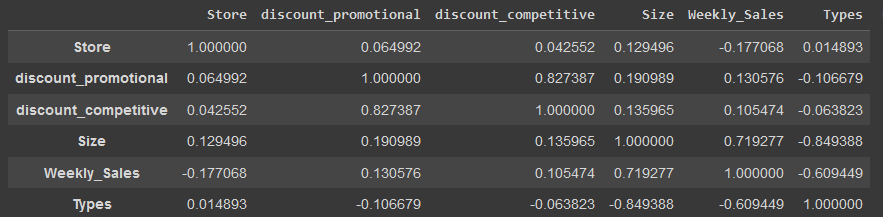 Store discount_promotional discount_competitive Size Weekly_Sales Types
Store 1.000000 0.064992 0.042552 0.129496 -0.177068 0.014893
discount_promotional 0.064992 1.000000 0.827387 0.190989 0.130576 -0.106679
discount_competitive 0.042552 0.827387 1.000000 0.135965 0.105474 -0.063823
Size 0.129496 0.190989 0.135965 1.000000 0.719277 -0.849388
Weekly_Sales -0.177068 0.130576 0.105474 0.719277 1.000000 -0.609449
Types 0.014893 -0.106679 -0.063823 -0.849388 -0.609449 1.000000